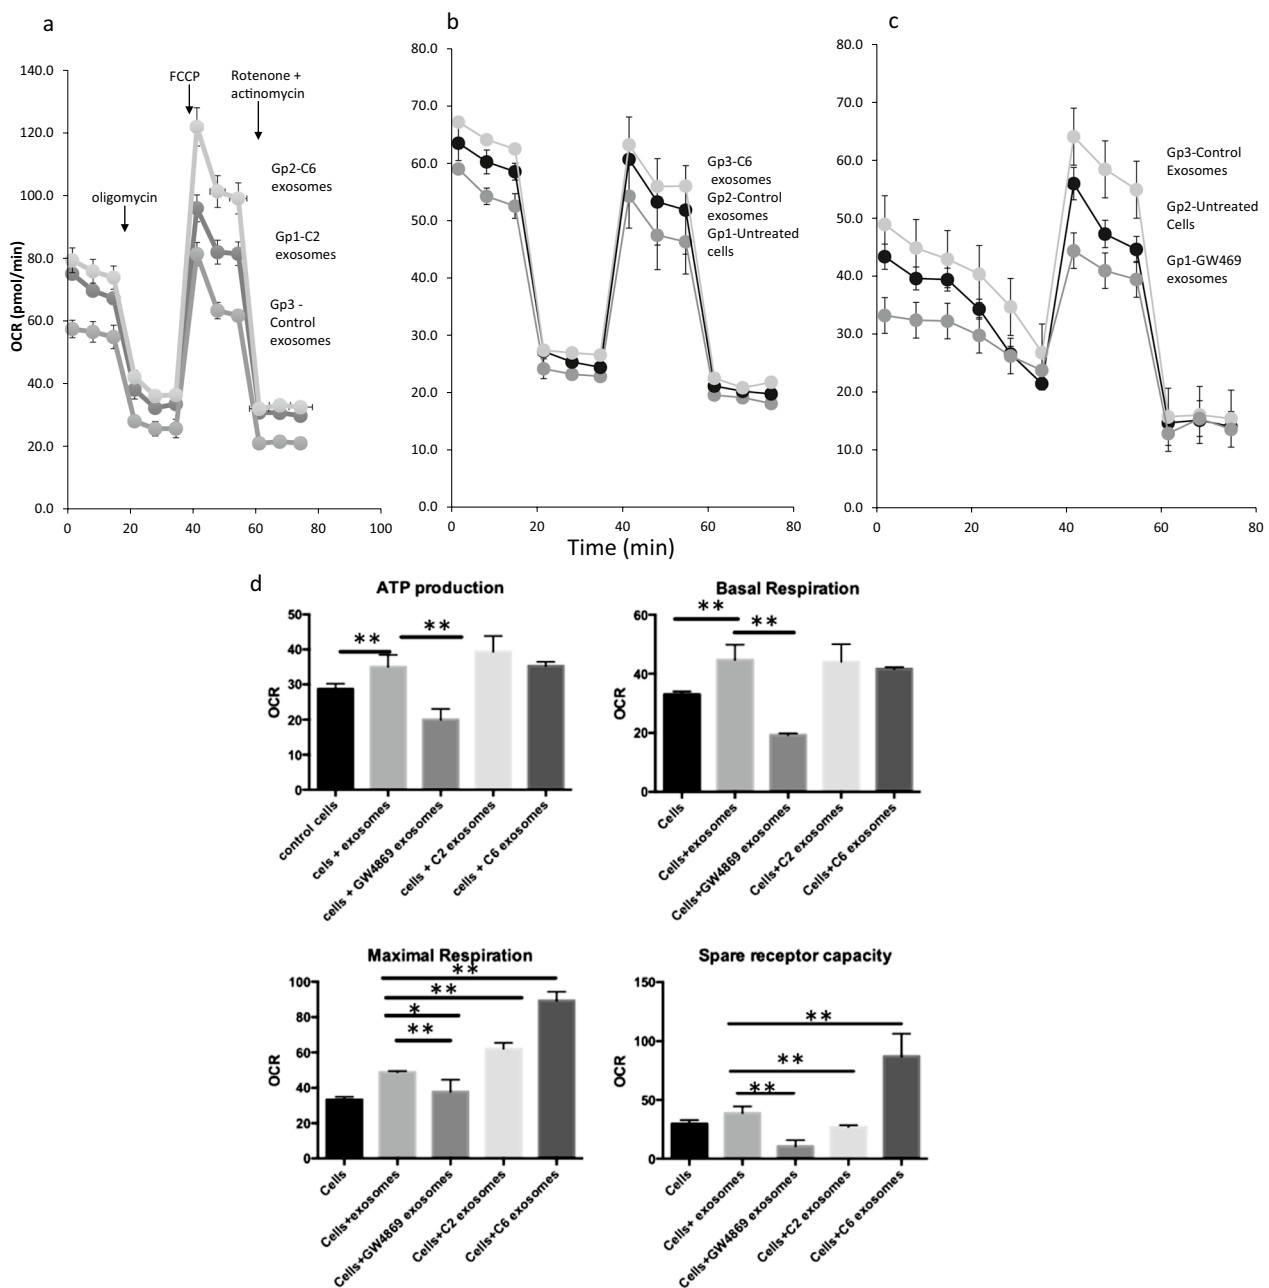 a
OCR (pmol/min)
140.0
120.0
100.0
80.0
60.0
40.0
20.0
0.0
0
20
40
60
80
100
oligomycin
FCCP
Rotenone +
actinomycin
Gp2-C6
exosomes
Gp1-C2
exosomes
Gp3 -
Control
exosomes
b
80.0
70.0
60.0
50.0
40.0
30.0
20.0
10.0
0.0
0
20
40
60
80
Gp3-C6
exosomes
Gp2-Control
exosomes
Gp1-Untreated
cells
Time (min)
c
80.0
70.0
60.0
50.0
40.0
30.0
20.0
10.0
0.0
0
20
40
60
80
Gp3-Control
Exosomes
Gp2-Untreated
Cells
Gp1-GW469
exosomes
d
ATP production
OCR
50
40
30
20
10
0
**
**
control cells
cels + exosomes
cells + GW4869 exosomes
cells + C2 exosomes
cells + C6 exosomes
Basal Respiration
OCR
60
40
20
0
**
**
Cells
Cells+exosomes
Cells+GW4869 exosomes
Cells+C2 exosomes
Cells+C6 exosomes
Maximal Respiration
OCR
100
80
60
40
20
0
**
**
*
**
Cells
Cells+exosomes
Cells+GW4869 exosomes
Cells+C2 exosomes
Cells+C6 exosomes
Spare receptor capacity
OCR
150
100
50
0
**
**
**
Cells
Cells+ exosomes
Cells+GW4869 exosomes
Cells+C2 exosomes
Cells+C6 exosomes